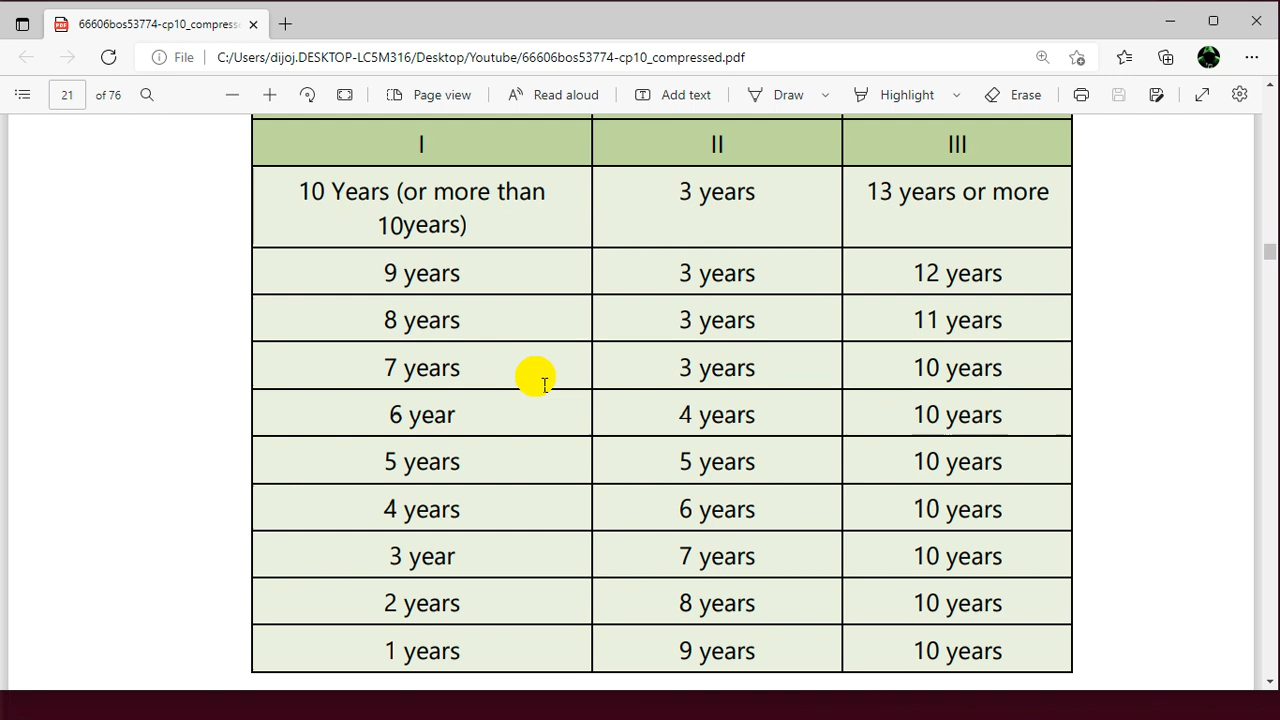 66606bos53774-cp10_compresse
File C:/Users/dijoj.DESKTOP-LC5M316/Desktop/Youtube/66606bos53774-cp10_compressed.pdf
21 of 76 Page view Read aloud Add text Draw Highlight Erase
I II III
10 Years (or more than 3 years 13 years or more
10years)
9 years 3 years 12 years
8 years 3 years 11 years
7 years 3 years 10 years
6 year 4 years 10 years
5 years 5 years 10 years
4 years 6 years 10 years
3 year 7 years 10 years
2 years 8 years 10 years
1 years 9 years 10 years